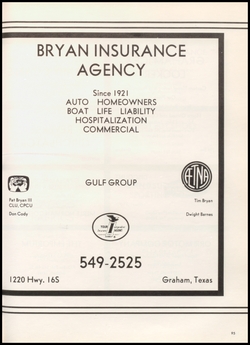 BRYAN INSURANCE
AGENCY
Since 1921
AUTO HOMEOWNERS
BOAT LIFE LIABILITY
HOSPITALIZATION
COMMERCIAL
GULF GROUP
ÆTNA
Pat Bryan III
CLU, CPCU
Don Cody
Tim Bryan
Dwight Barnes
549-2525
1220 Hwy. 16S
Graham, Texas